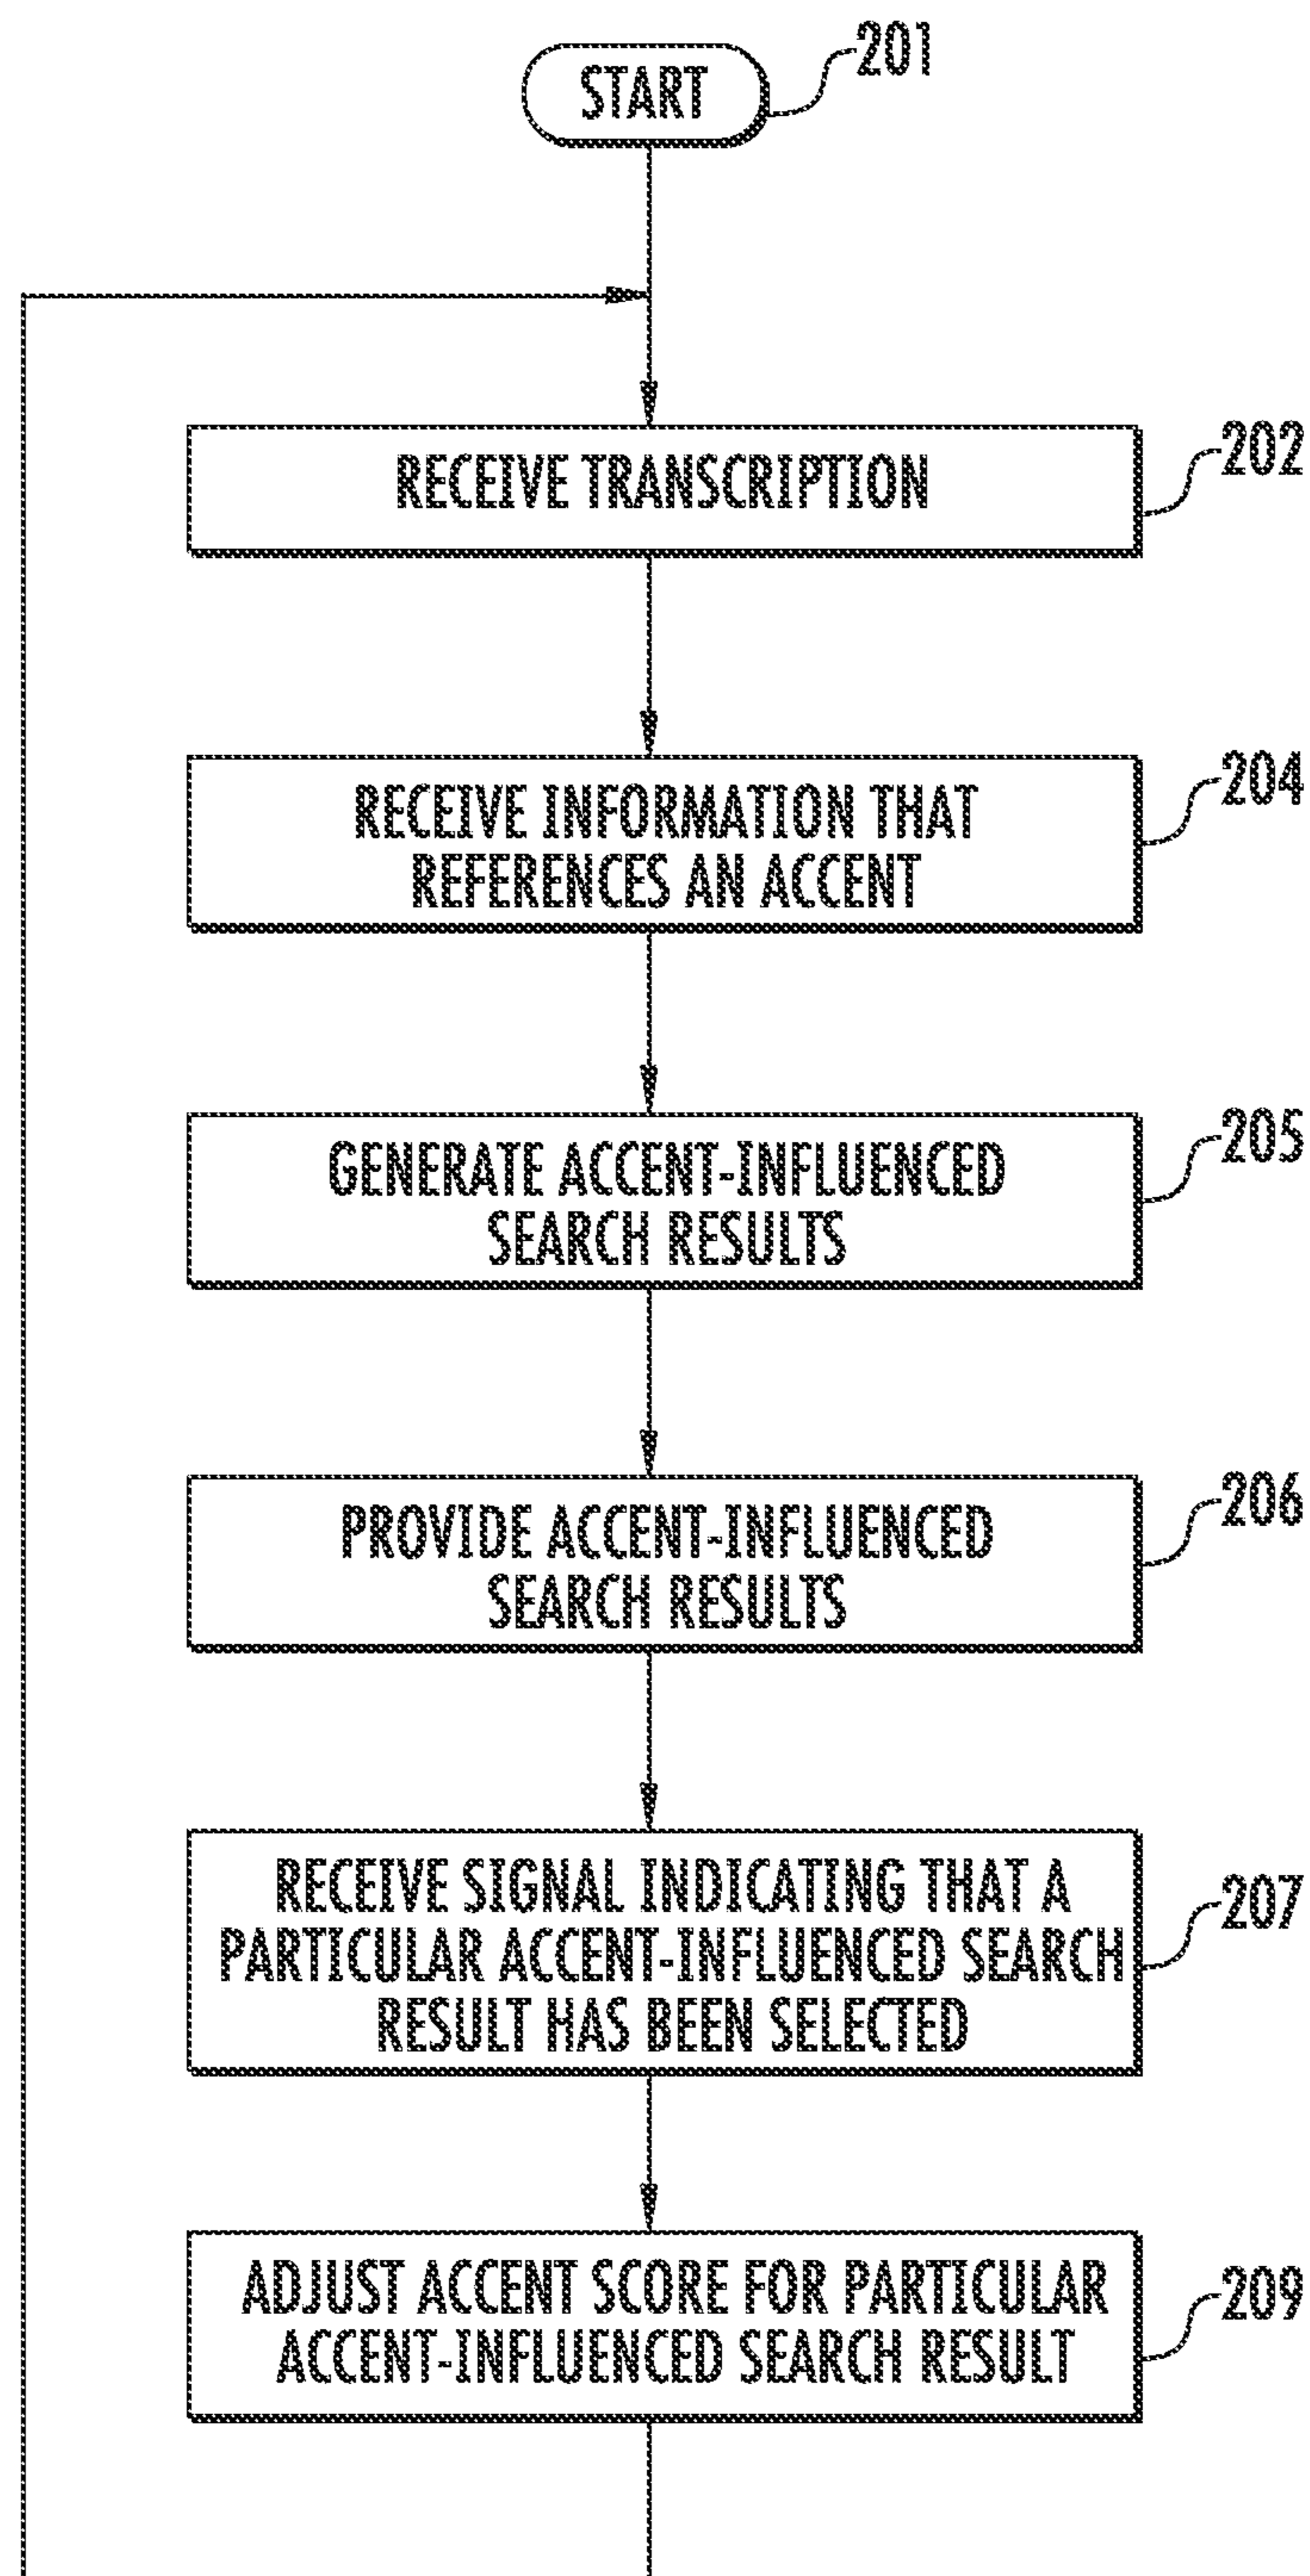 START
201
RECEIVE TRANSCRIPTION
202
RECEIVE INFORMATION THAT
REFERENCES AN ACCENT
204
GENERATE ACCENT-INFLUENCED
SEARCH RESULTS
205
PROVIDE ACCENT-INFLUENCED
SEARCH RESULTS
206
RECEIVE SIGNAL INDICATING THAT A
PARTICULAR ACCENT-INFLUENCED SEARCH
RESULT HAS BEEN SELECTED
207
ADJUST ACCENT SCORE FOR PARTICULAR
ACCENT-INFLUENCED SEARCH RESULT
209